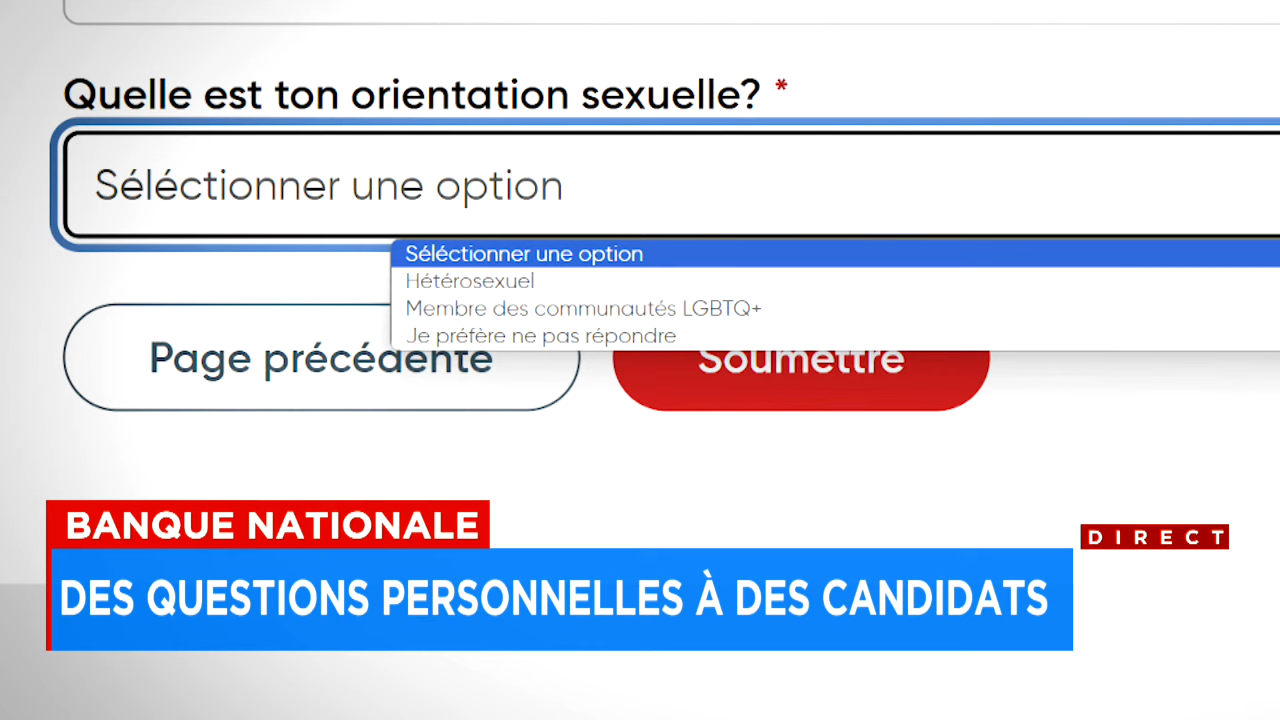 Quelle est ton orientation sexuelle? *
Séléctionner une option
Séléctionner une option
Hétérosexuel
Membre des communautés LGBTQ+
Je préfère ne pas répondre
Page précédente
Soumettre
BANQUE NATIONALE
DIRECT
DES QUESTIONS PERSONNELLES À DES CANDIDATS